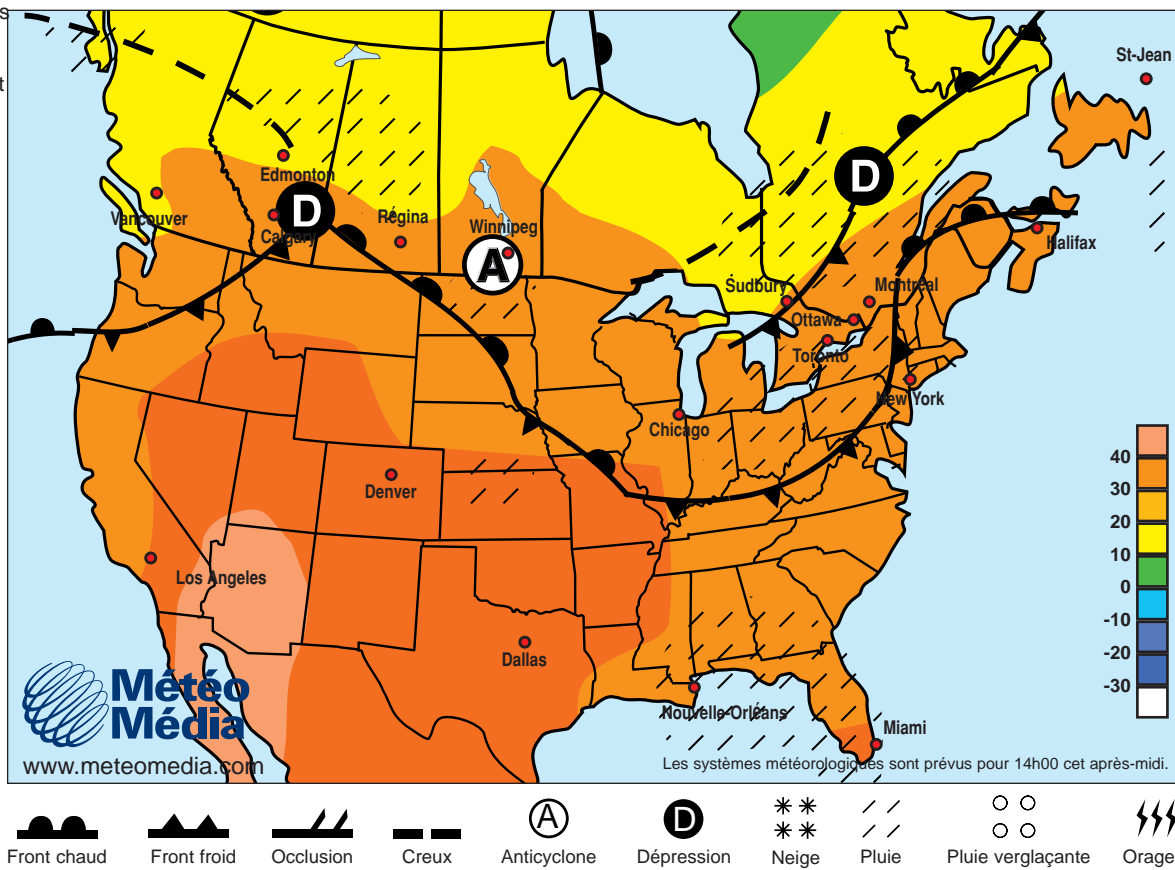 s
t
St-Jean
Edmonton
Vancouver
D
Calgary
Régina
Winnipeg
A
D
Halifax
Sudbury
Montréal
Ottawa
Toronto
New York
Chicago
Denver
Los Angeles
Dallas
Nouvelle-Orléans
Miami
40
30
20
10
0
-10
20
-30
Météo
Média
www.meteomedia.com
Les systèmes météorologiques sont prévus pour 14h00 cet après-midi.
A
D
Front chaud
Front froid
Occlusion
Creux
Anticyclone
Dépression
Neige
Pluie
Pluie verglaçante
Orage